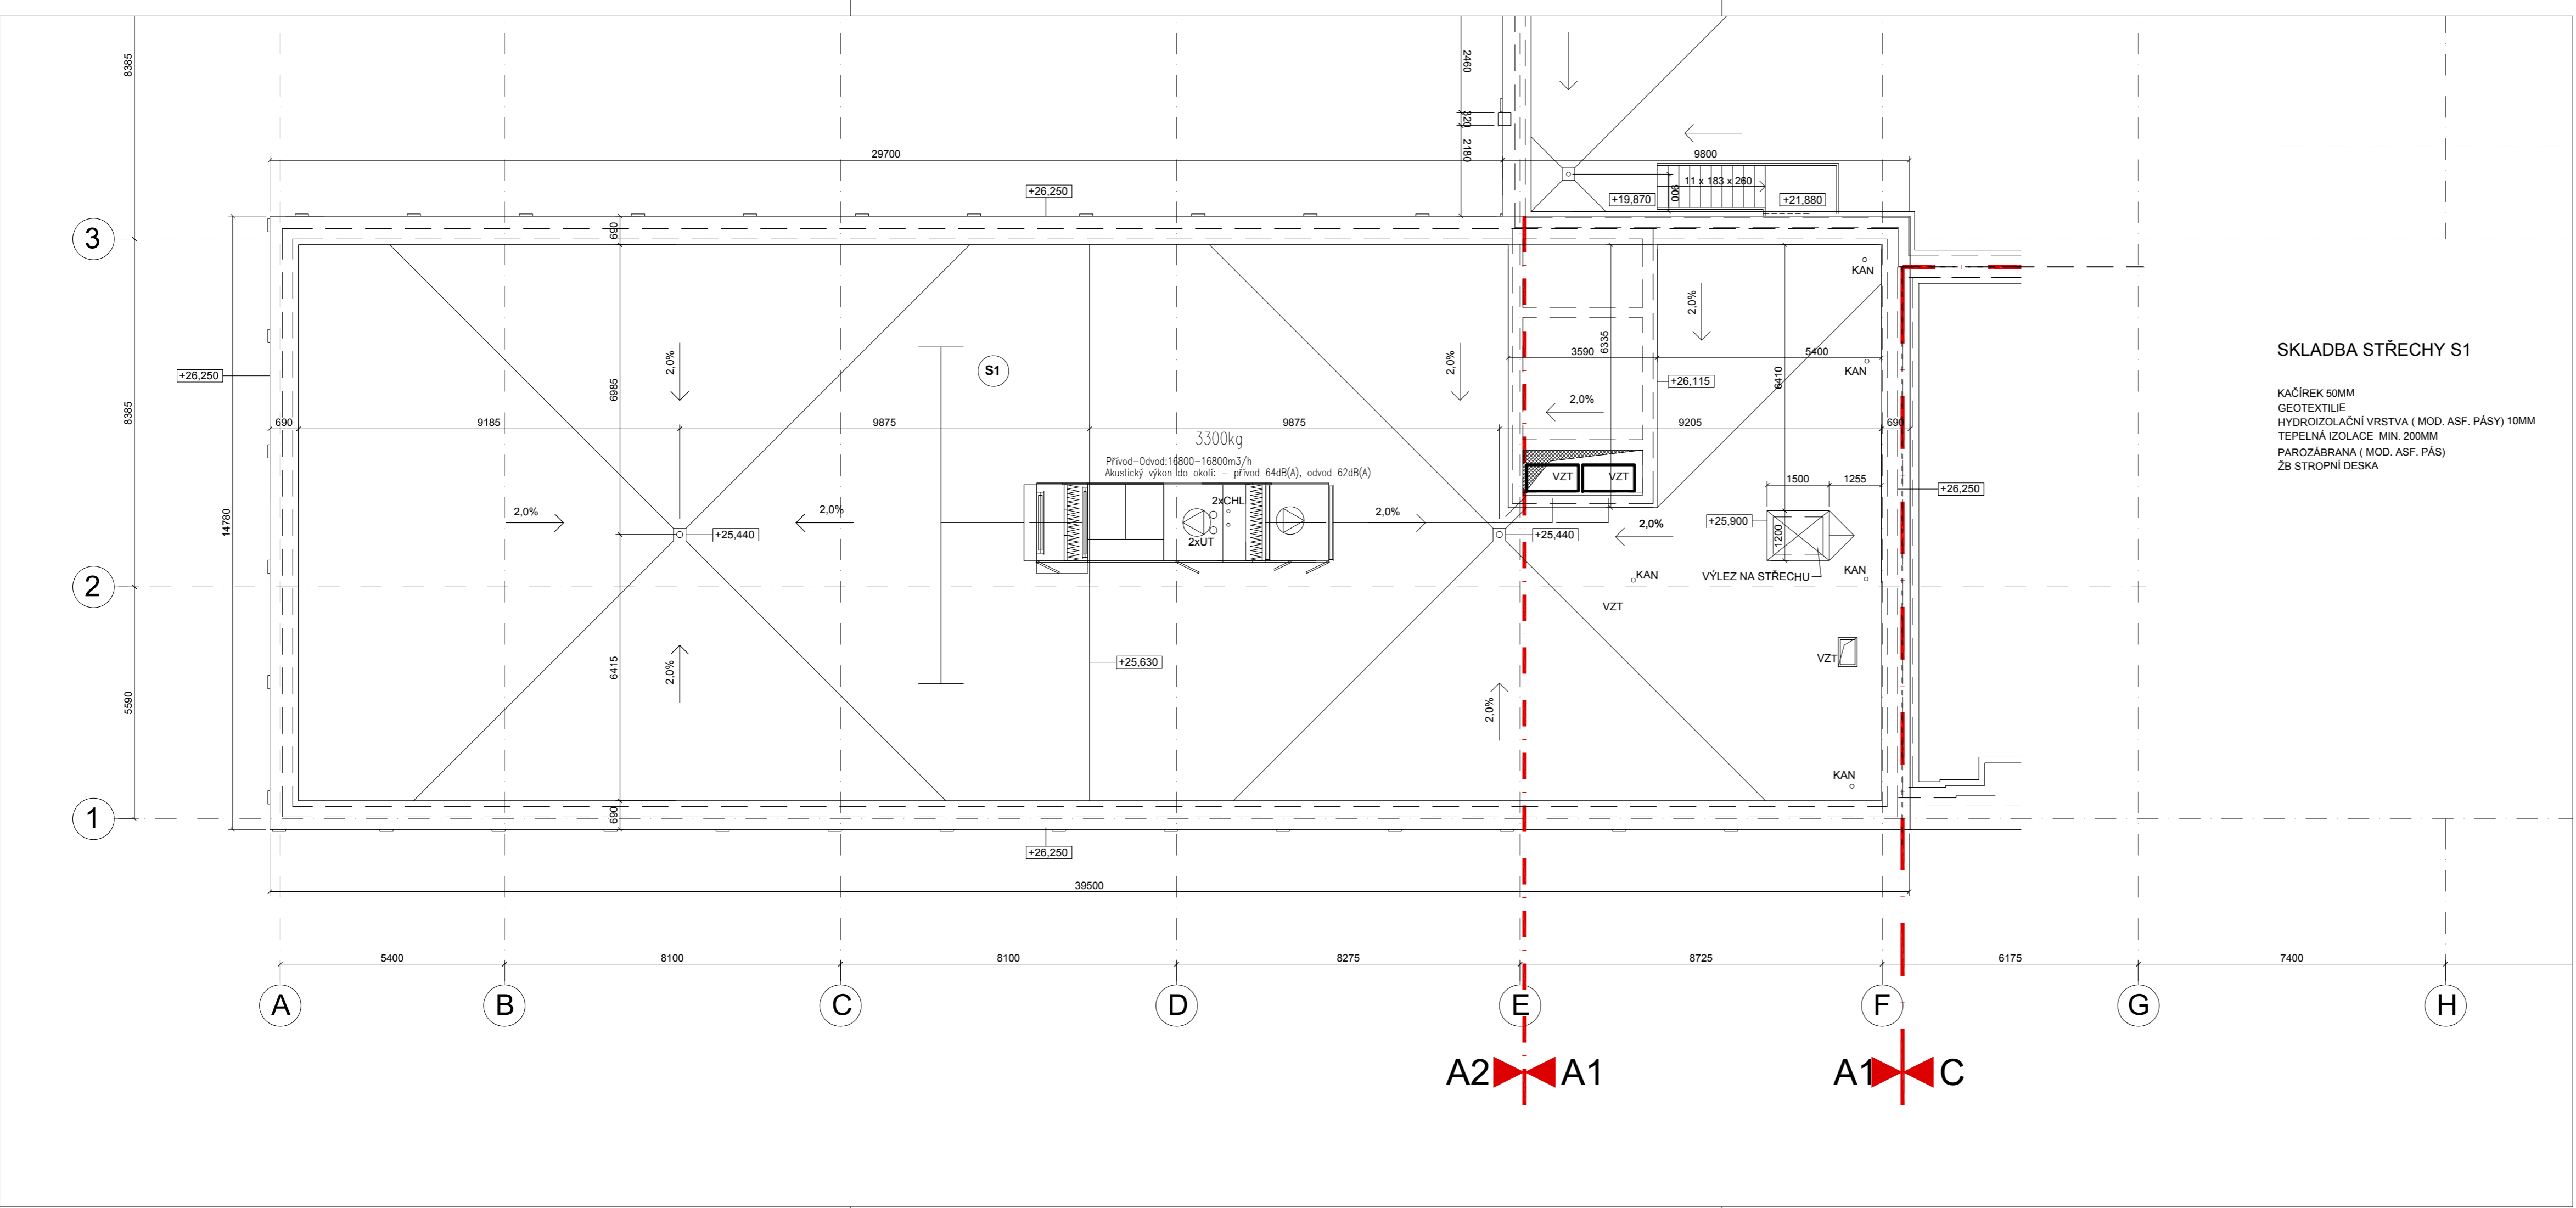 8385
2460
320
2180
29700
9800
+26,250
11 x 183 x 260
900
+19,870
+21,880
3
690
KAN
2,0%
2,0%
2,0%
6335
SKLADBA STŘECHY S1
3590
5400
S1
+26,250
6985
+26,115
6410
KAN
KAČÍREK 50MM
GEOTEXTILIE
HYDROIZOLAČNÍ VRSTVA ( MOD. ASF. PÁSY) 10MM
TEPELNÁ IZOLACE MIN. 200MM
PAROZÁBRANA ( MOD. ASF. PÁS)
ŽB STROPNÍ DESKA
8385
2,0%
690
9185
9875
9875
9205
690
3300kg
Přívod-Odvod:16800-16800m3/h
Akustický výkon do okolí: - přívod 64dB(A), odvod 62dB(A)
VZT
VZT
1500
1255
+26,250
14780
2xCHL
2,0%
2,0%
2,0%
2,0%
+25,900
1200
+25,440
2xUT
+25,440
2
KAN
VÝLEZ NA STŘECHU
KAN
VZT
6415
2,0%
+25,630
VZT
5590
2,0%
KAN
1
690
+26,250
39500
5400
8100
8100
8275
8725
6175
7400
A
B
C
D
E
F
G
H
A2
A1
A1
C